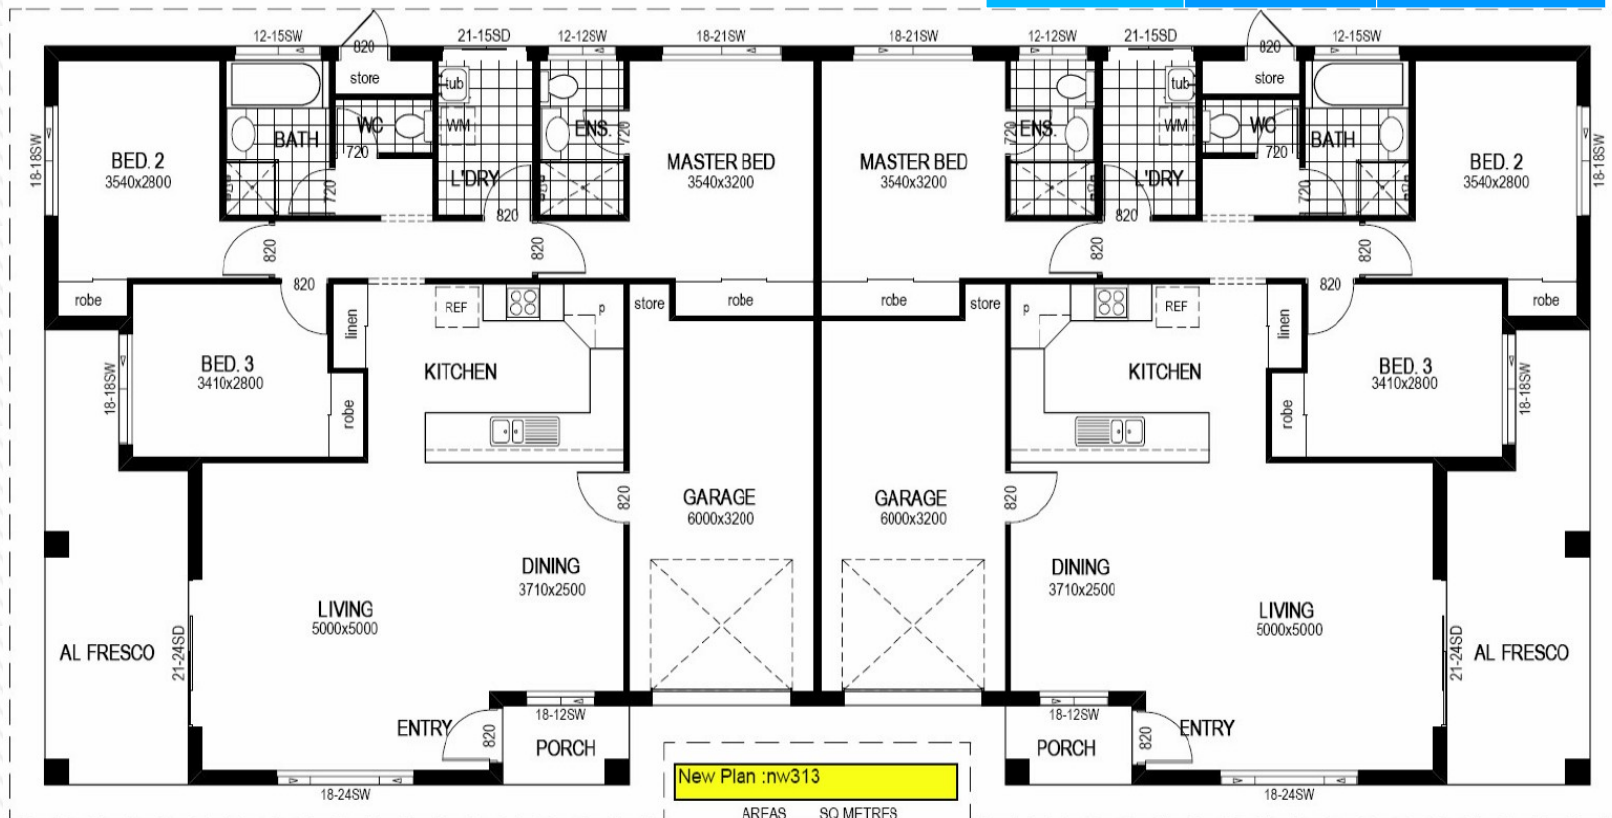 12-15SW
820
21-15SD
12-12SW
18-21SW
18-21SW
12-12SW
21-15SD
820
12-15SW
store
tub
tub
store
WC
WM
ENS.
720
720
ENS.
WM
WC
BATH
720
720
BATH
18-18SW
BED. 2
3540x2800
MASTER BED
3540x3200
MASTER BED
3540x3200
BED. 2
3540x2800
18-18SW
720
L'DRY
L'DRY
720
820
820
820
820
820
820
820
820
robe
linen
REF
p
store
robe
robe
store
p
REF
linen
robe
18-18SW
BED. 3
3410x2800
KITCHEN
KITCHEN
BED. 3
3410x2800
18-18SW
robe
robe
820
GARAGE
6000x3200
GARAGE
6000x3200
820
DINING
3710x2500
DINING
3710x2500
LIVING
5000x5000
LIVING
5000x5000
AL FRESCO
21-24SD
21-24SD
AL FRESCO
ENTRY
820
18-12SW
PORCH
18-12SW
PORCH
820
ENTRY
18-24SW
18-24SW
New Plan :nw313
AREAS SQ METRES